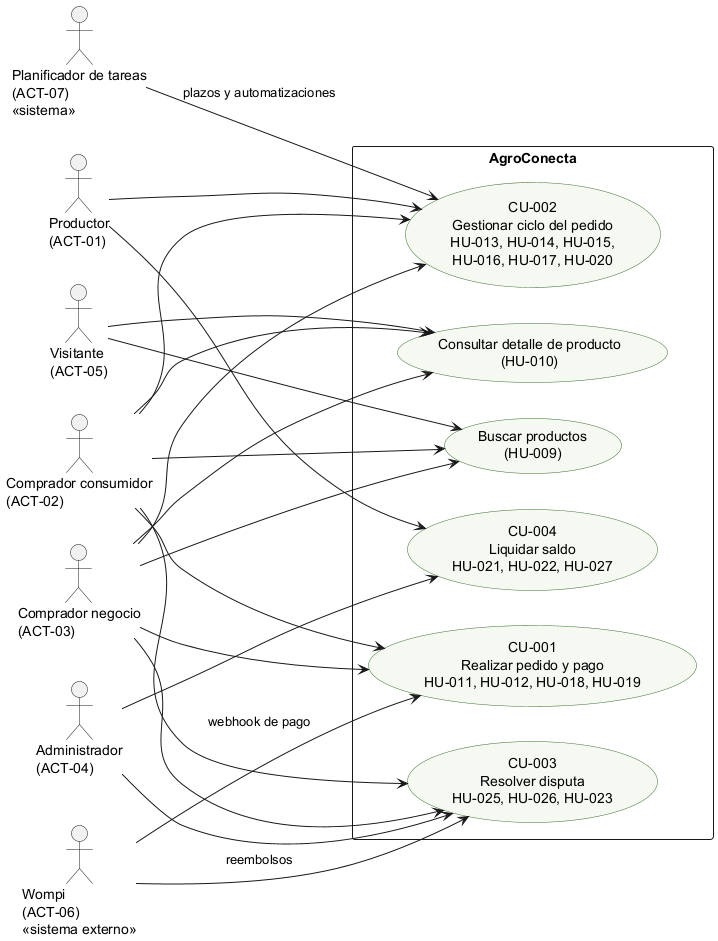 Planificador de tareas
(ACT-07)
«sistema»
plazos y automatizaciones
AgroConecta
Productor
(ACT-01)
CU-002
Gestionar ciclo del pedido
HU-013, HU-014, HU-015,
HU-016, HU-017, HU-020
Visitante
(ACT-05)
Consultar detalle de producto
(HU-010)
Comprador consumidor
(ACT-02)
Buscar productos
(HU-009)
Comprador negocio
(ACT-03)
CU-004
Liquidar saldo
HU-021, HU-022, HU-027
Administrador
(ACT-04)
CU-001
Realizar pedido y pago
HU-011, HU-012, HU-018, HU-019
webhook de pago
CU-003
Resolver disputa
HU-025, HU-026, HU-023
reembolsos
Wompi
(ACT-06)
«sistema externo»